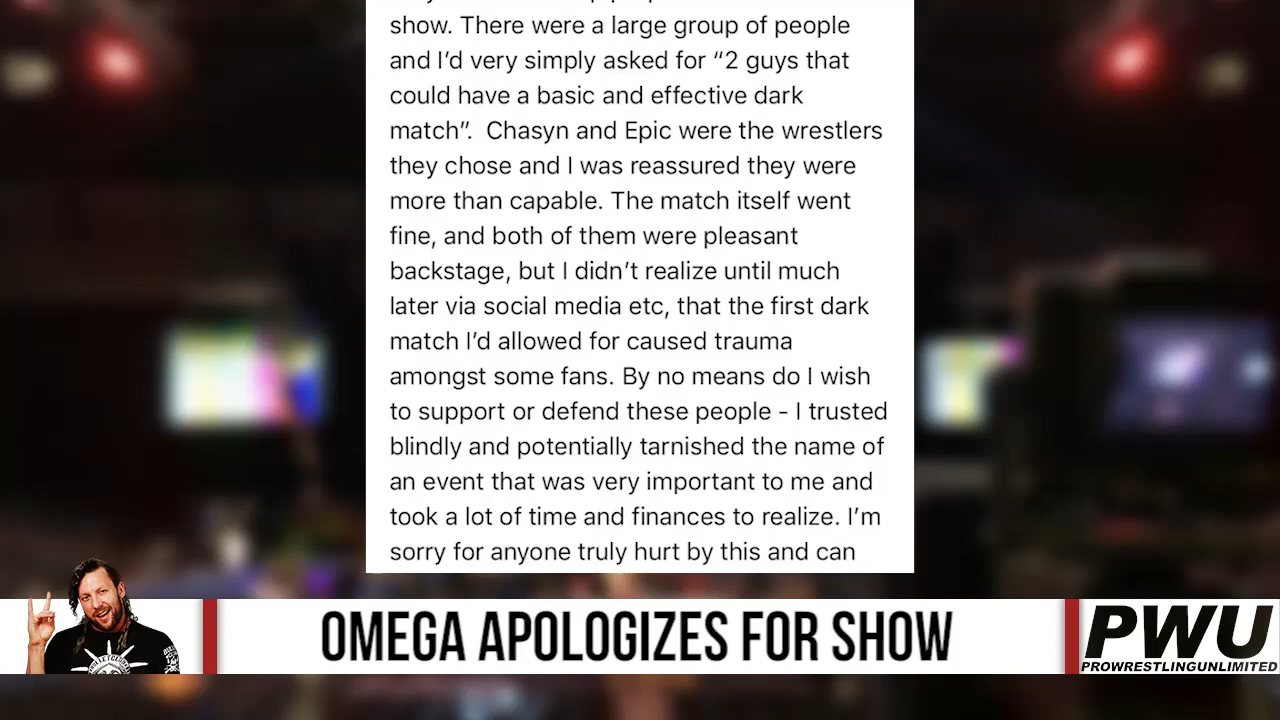 show. There were a large group of people
and I’d very simply asked for “2 guys that
could have a basic and effective dark
match”.  Chasyn and Epic were the wrestlers
they chose and I was reassured they were
more than capable. The match itself went
fine, and both of them were pleasant
backstage, but I didn’t realize until much
later via social media etc, that the first dark
match I’d allowed for caused trauma
amongst some fans. By no means do I wish
to support or defend these people - I trusted
blindly and potentially tarnished the name of
an event that was very important to me and
took a lot of time and finances to realize. I’m
sorry for anyone truly hurt by this and can
OMEGA APOLOGIZES FOR SHOW
PWU
PROWRESTLINGUNLIMITED